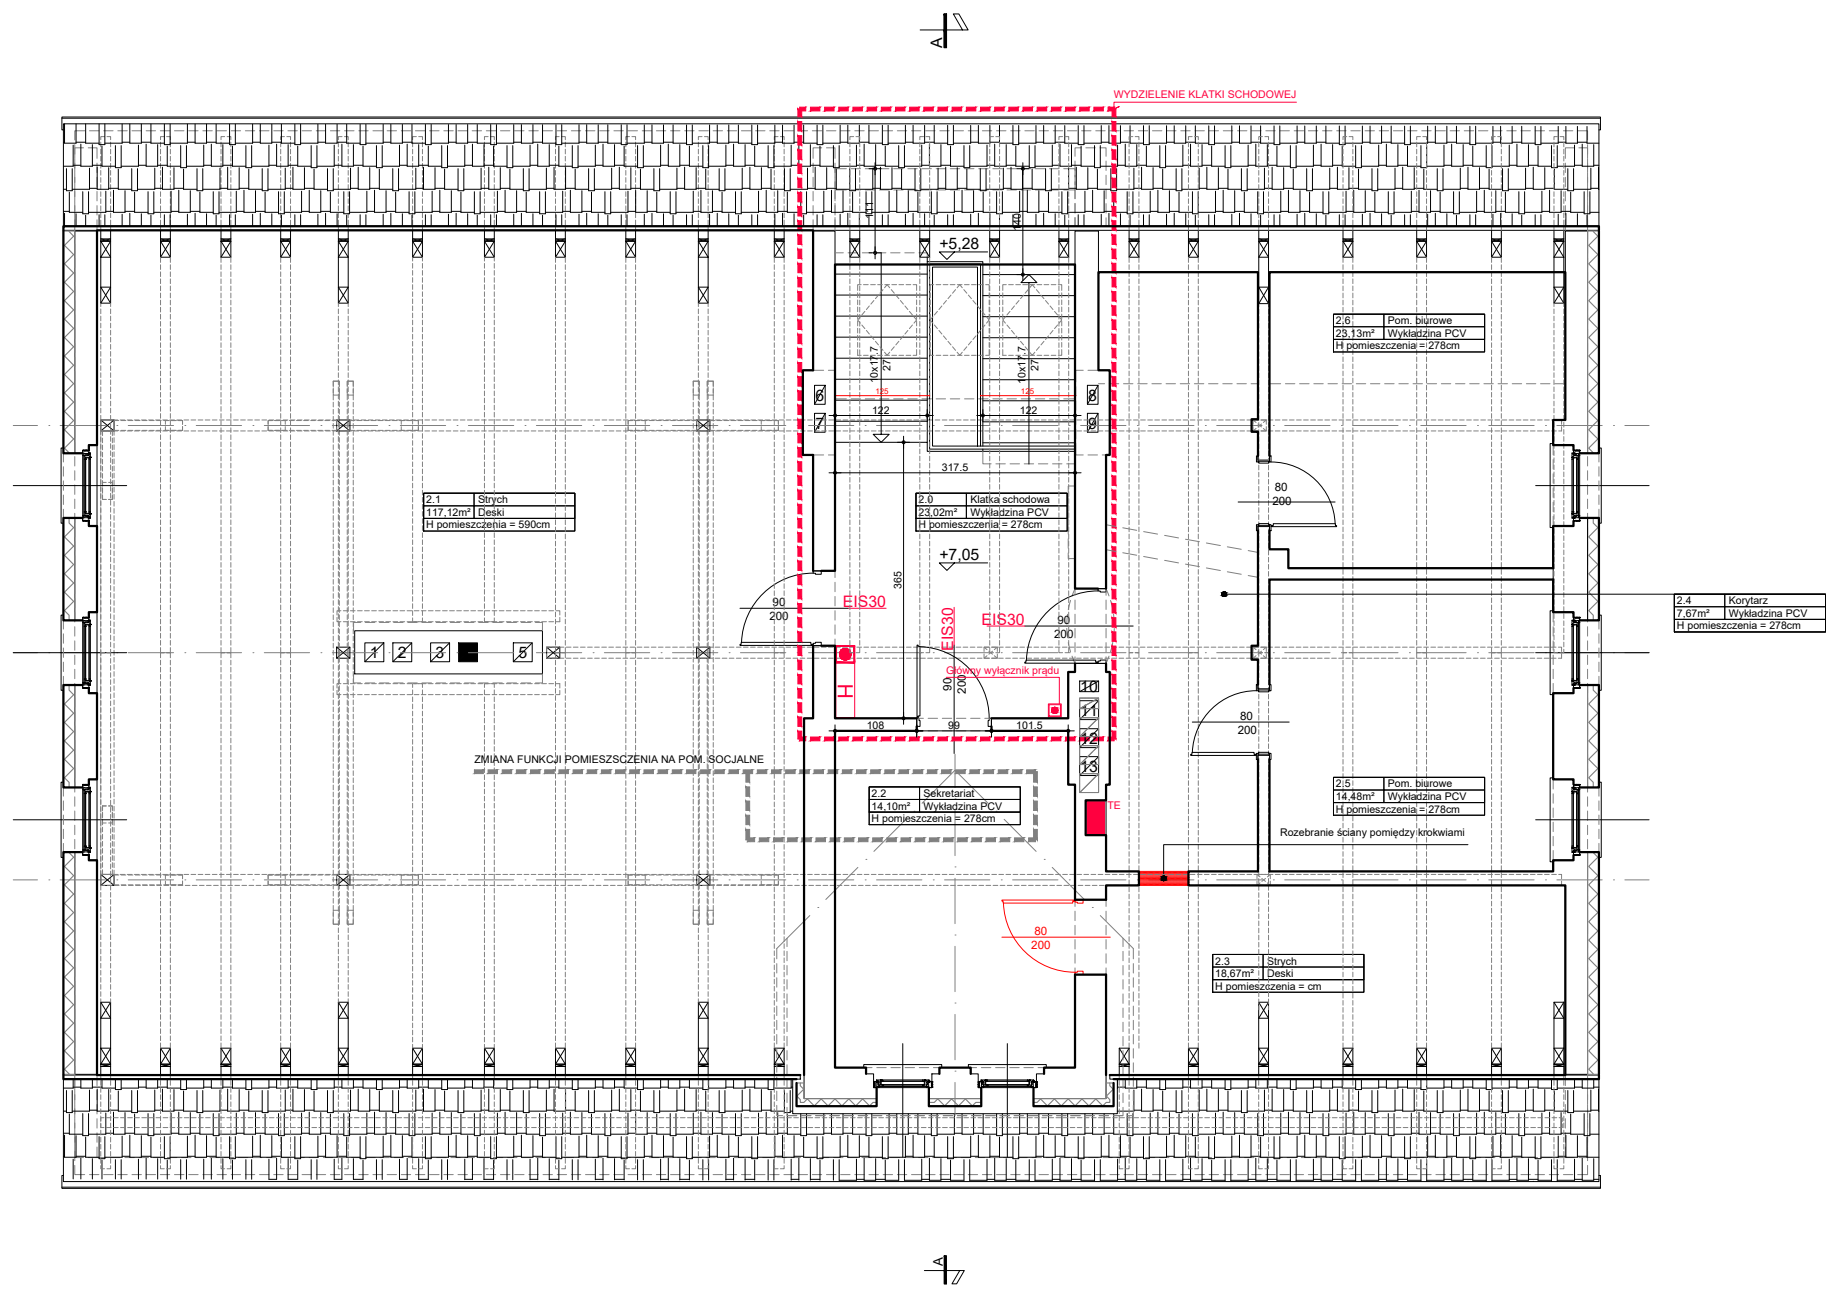 A
WYDZIELENIE KLATKI SCHODOWEJ
111
140
+5,28
10x17.7
27
10x17.7
27
125
125
122
122
6
7
8
9
317.5
2.6 Pom. biurowe
23,13m² Wykładzina PCV
H pomieszczenia = 278cm
80
200
2.1 Strych
117,12m² Deski
H pomieszczenia = 590cm
2.0 Klatka schodowa
23,02m² Wykładzina PCV
H pomieszczenia = 278cm
+7,05
365
90
200
EIS30
EIS30
EIS30
90
200
2.4 Korytarz
7,67m² Wykładzina PCV
H pomieszczenia = 278cm
1
2
3
5
H
Główny wyłącznik prądu
90
200
10
11
12
13
80
200
108
99
101.5
ZMIANA FUNKCJI POMIESZSCZENIA NA POM. SOCJALNE
2.2 Sekretariat
14,10m² Wykładzina PCV
H pomieszczenia = 278cm
TE
2.5 Pom. biurowe
14,48m² Wykładzina PCV
H pomieszczenia = 278cm
Rozebranie ściany pomiędzy krokwiami
80
200
2.3 Strych
18,67m² Deski
H pomieszczenia = cm
A